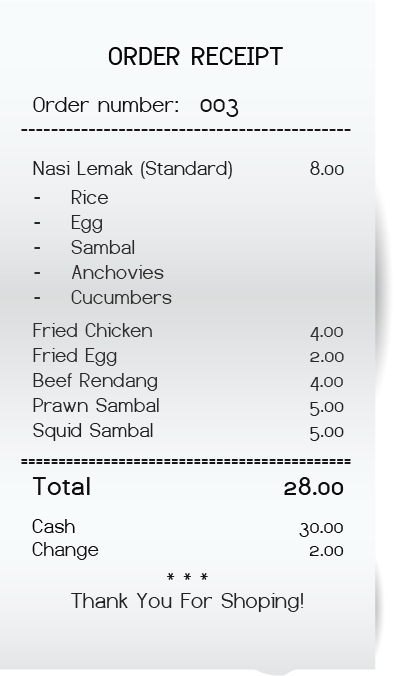 ORDER RECEIPT
Order number: 003
--------------------------------------------------------
Nasi Lemak (Standard) 8.00
- Rice
- Egg
- Sambal
- Anchovies
- Cucumbers
Fried Chicken 4.00
Fried Egg 2.00
Beef Rendang 4.00
Prawn Sambal 5.00
Squid Sambal 5.00
========================================================
Total 28.00
Cash 30.00
Change 2.00
* * *
Thank You For Shoping!